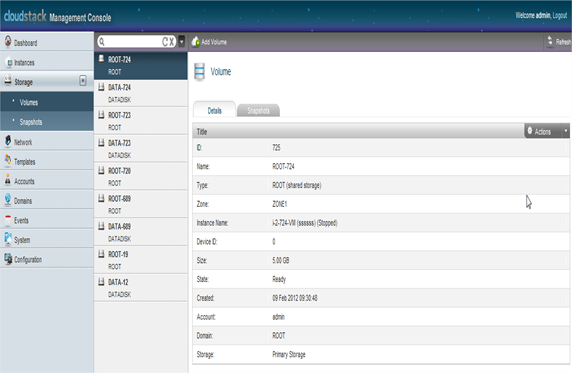 cloudstack Management Console
Welcome admin, Logout
Dashboard
Instances
Storage
Volumes
Snapshots
Network
Templates
Accounts
Domains
Events
System
Configuration
ROOT-724
ROOT
DATA-724
DATADISK
ROOT-723
ROOT
DATA-723
DATADISK
ROOT-720
ROOT
ROOT-689
ROOT
DATA-689
DATADISK
ROOT-19
ROOT
DATA-12
DATADISK
Add Volume
Refresh
Volume
Details
Snapshots
Title
Actions
ID: 725
Name: ROOT-724
Type: ROOT (shared storage)
Zone: ZONE1
Instance Name: i-2-724-VM (ssssss) (Stopped)
Device ID: 0
Size: 5.00 GB
State: Ready
Created: 09 Feb 2012 09:30:48
Account: admin
Domain: ROOT
Storage: Primary Storage